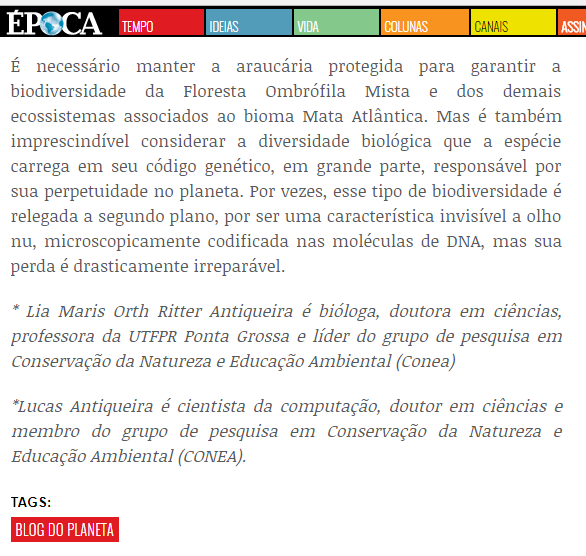 ÉPOCA TEMPO IDEIAS VIDA COLUNAS CANAIS ASSIN
É necessário manter a araucária protegida para garantir a
biodiversidade da Floresta Ombrófila Mista e dos demais
ecossistemas associados ao bioma Mata Atlântica. Mas é também
imprescindível considerar a diversidade biológica que a espécie
carrega em seu código genético, em grande parte, responsável por
sua perpetuidade no planeta. Por vezes, esse tipo de biodiversidade é
relegada a segundo plano, por ser uma característica invisível a olho
nu, microscopicamente codificada nas moléculas de DNA, mas sua
perda é drasticamente irreparável.
* Lia Maris Orth Ritter Antiqueira é bióloga, doutora em ciências,
professora da UTFPR Ponta Grossa e líder do grupo de pesquisa em
Conservação da Natureza e Educação Ambiental (Conea)
*Lucas Antiqueira é cientista da computação, doutor em ciências e
membro do grupo de pesquisa em Conservação da Natureza e
Educação Ambiental (CONEA).
TAGS:
BLOG DO PLANETA